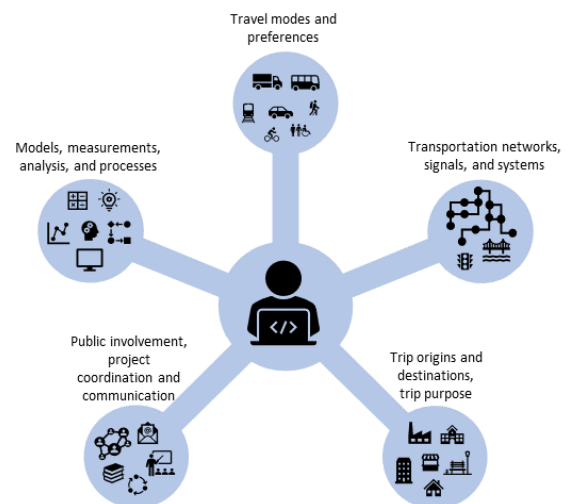 Travel modes and
preferences
Models, measurements,
analysis, and processes
Transportation networks,
signals, and systems
</>
Public involvement,
project
coordination and
communication
Trip origins and
destinations,
trip purpose
@